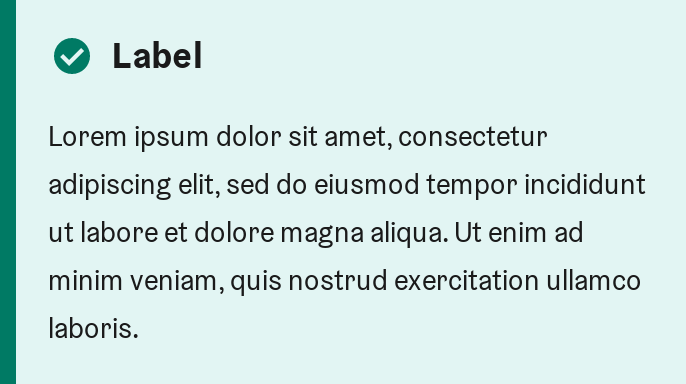 Label
Lorem ipsum dolor sit amet, consectetur
adipiscing elit, sed do eiusmod tempor incididunt
ut labore et dolore magna aliqua. Ut enim ad
minim veniam, quis nostrud exercitation ullamco
laboris.